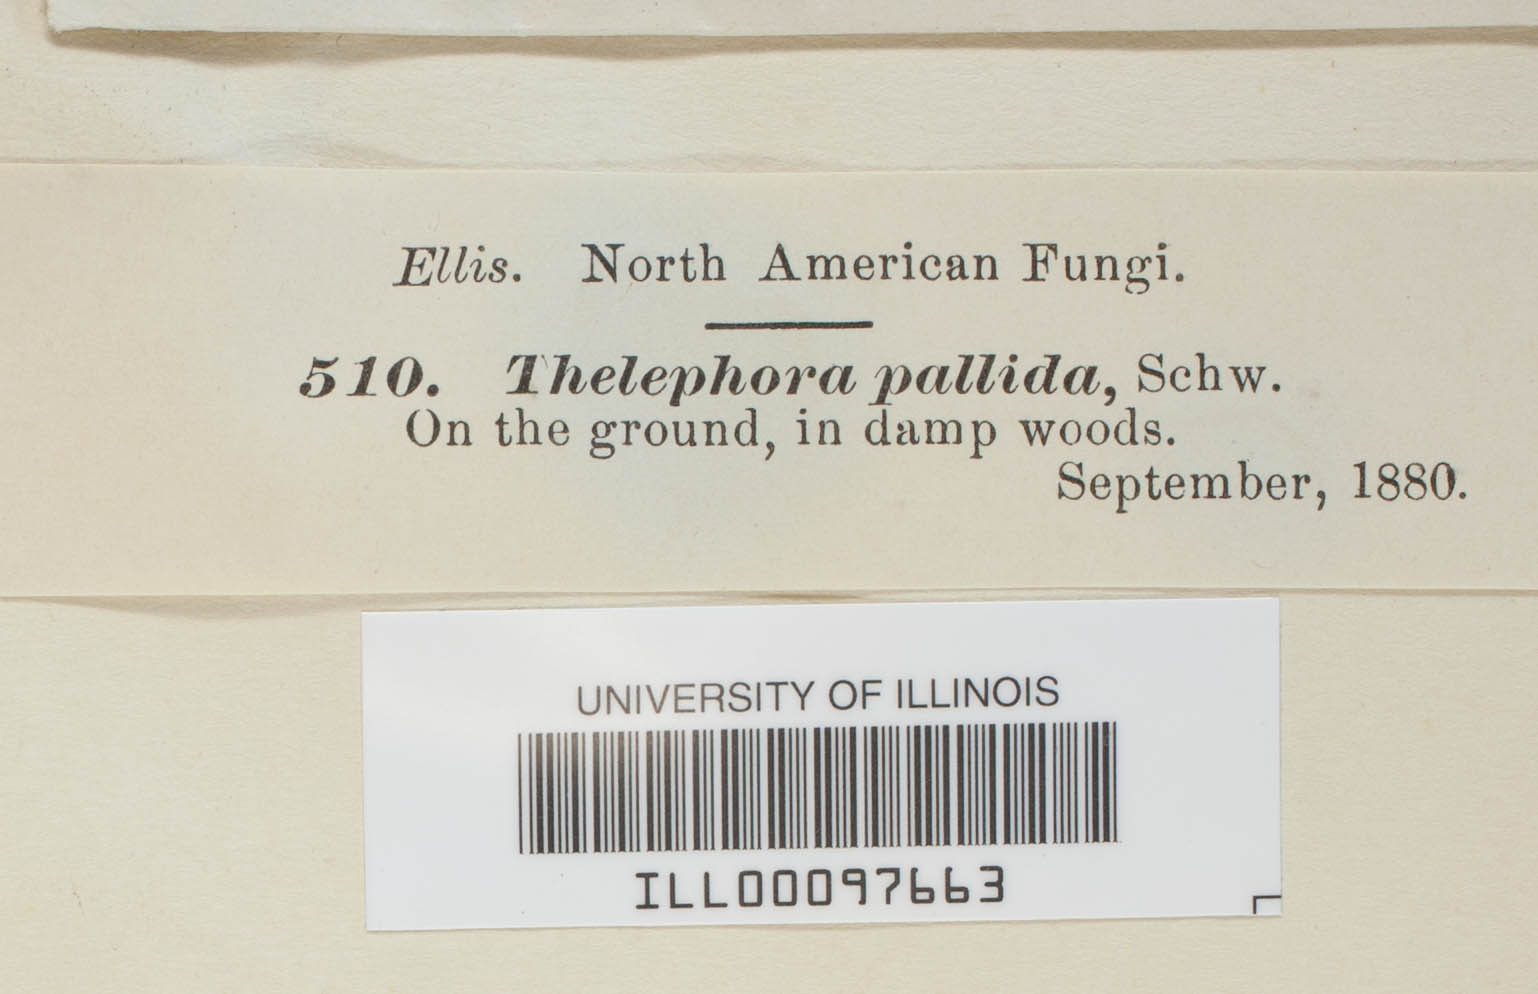 Ellis. North American Fungi.
510. Thelephora pallida, Schw.
On the ground, in damp woods.
September, 1880.
UNIVERSITY OF ILLINOIS
ILL00097663